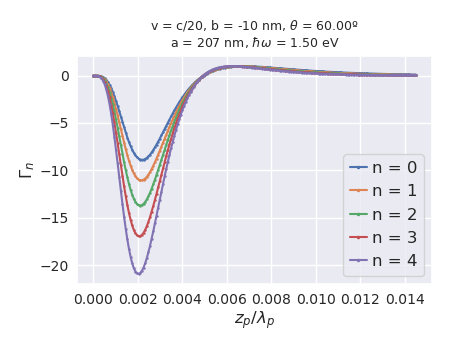 v = c/20, b = -10 nm, θ = 60.00º
a = 207 nm, ℏω = 1.50 eV
0
−5
−10
−15
−20
Γn
n = 0
n = 1
n = 2
n = 3
n = 4
0.000 0.002 0.004 0.006 0.008 0.010 0.012 0.014
zp/λp